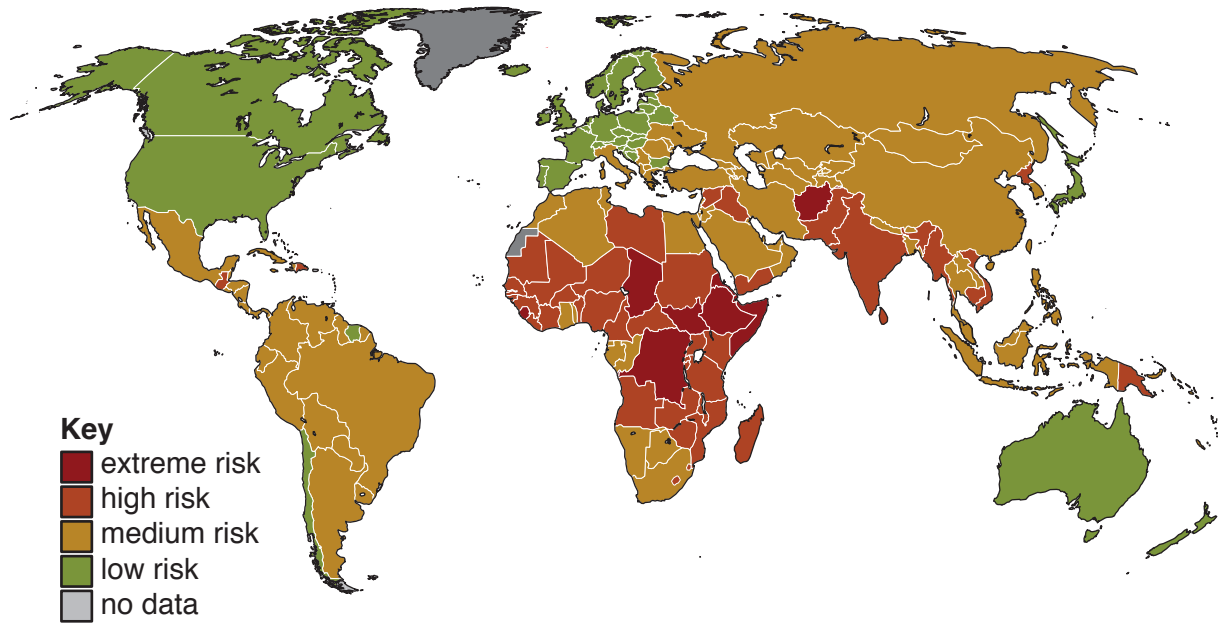 Key
extreme risk
high risk
medium risk
low risk
no data